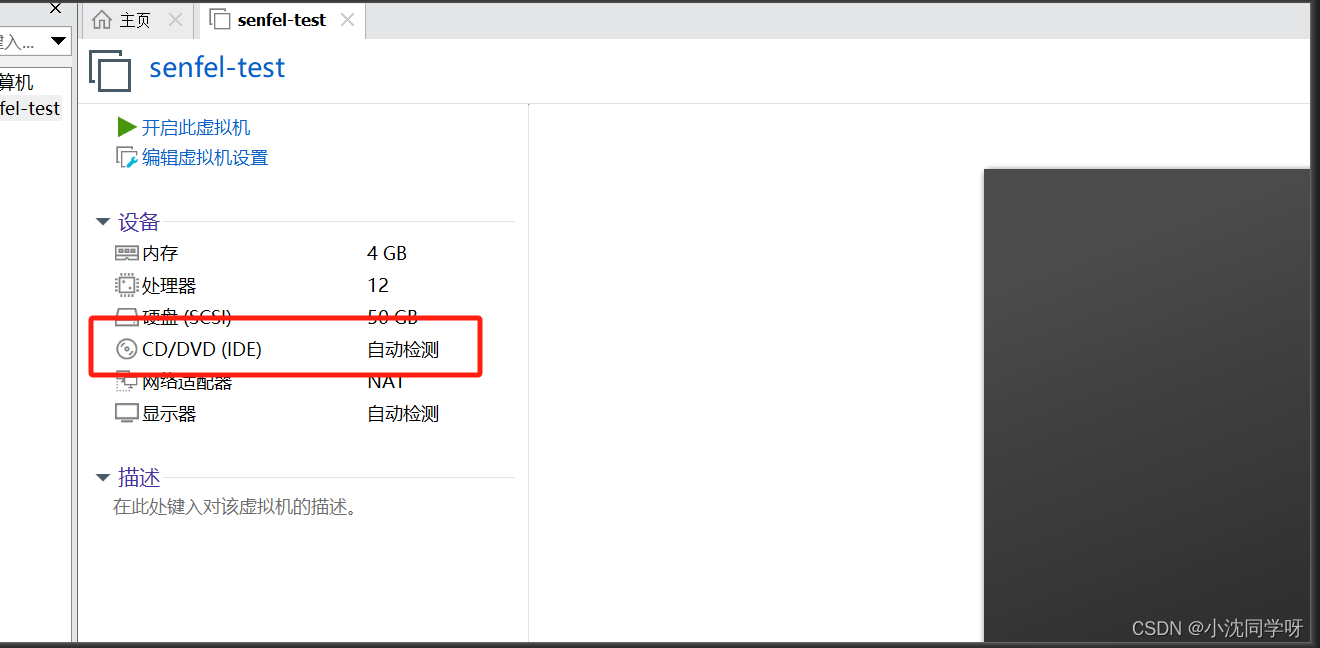 主页
senfel-test
入...
senfel-test
算机
fel-test
开启此虚拟机
编辑虚拟机设置
设备
内存 4 GB
处理器 12
硬盘 (SCSI) 50 GB
CD/DVD (IDE) 自动检测
网络适配器 NAT
显示器 自动检测
描述
在此处键入对该虚拟机的描述。
CSDN @小沈同学呀